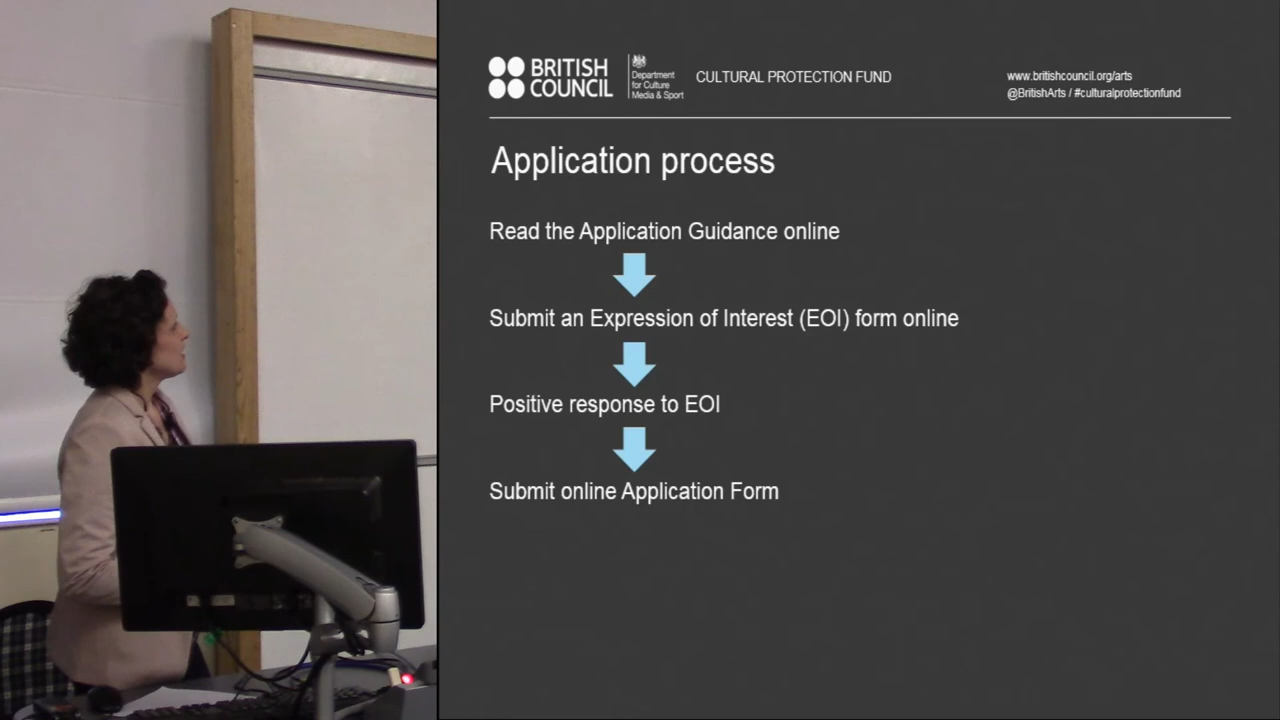 BRITISH
COUNCIL
Department
for Culture
Media & Sport
CULTURAL PROTECTION FUND
www.britishcouncil.org/arts
@BritishArts / #culturalprotectionfund
Application process
Read the Application Guidance online
Submit an Expression of Interest (EOI) form online
Positive response to EOI
Submit online Application Form